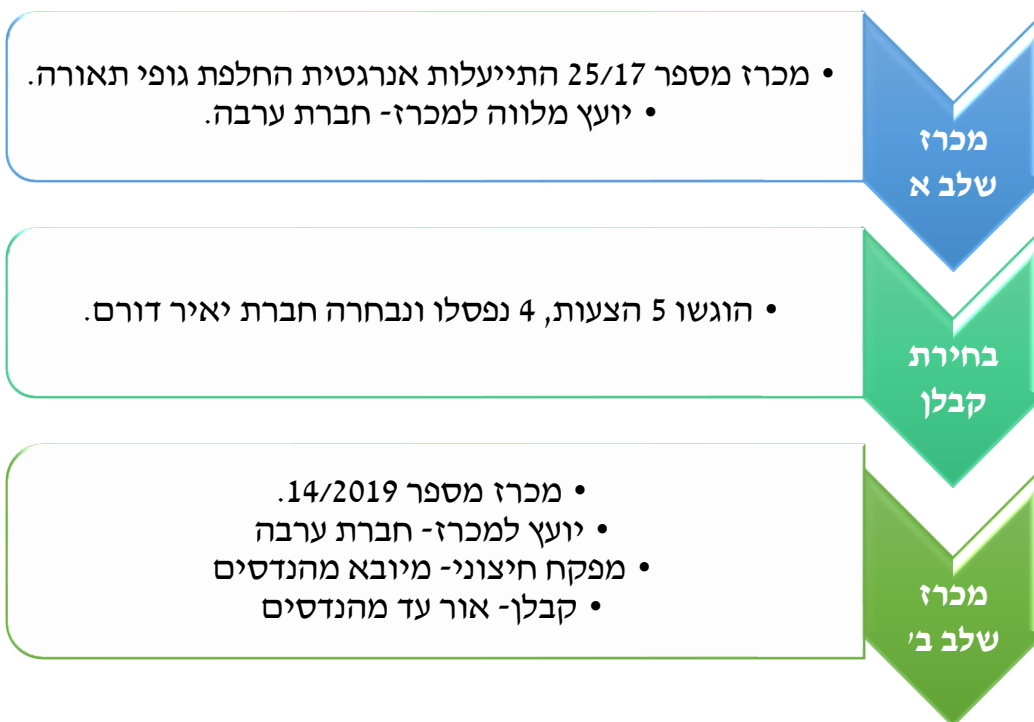 מכרז
שלב א
• מכרז מספר 25/17 התייעלות אנרגטית החלפת גופי תאורה.
• יועץ מלווה למכרז- חברת ערבה.
בחירת
קבלן
• הוגשו 5 הצעות, 4 נפסלו ונבחרה חברת יאיר דורם.
מכרז
שלב ב'
• מכרז מספר 14/2019.
• יועץ למכרז- חברת ערבה
• מפקח חיצוני- מיובא מהנדסים
• קבלן- אור עד מהנדסים